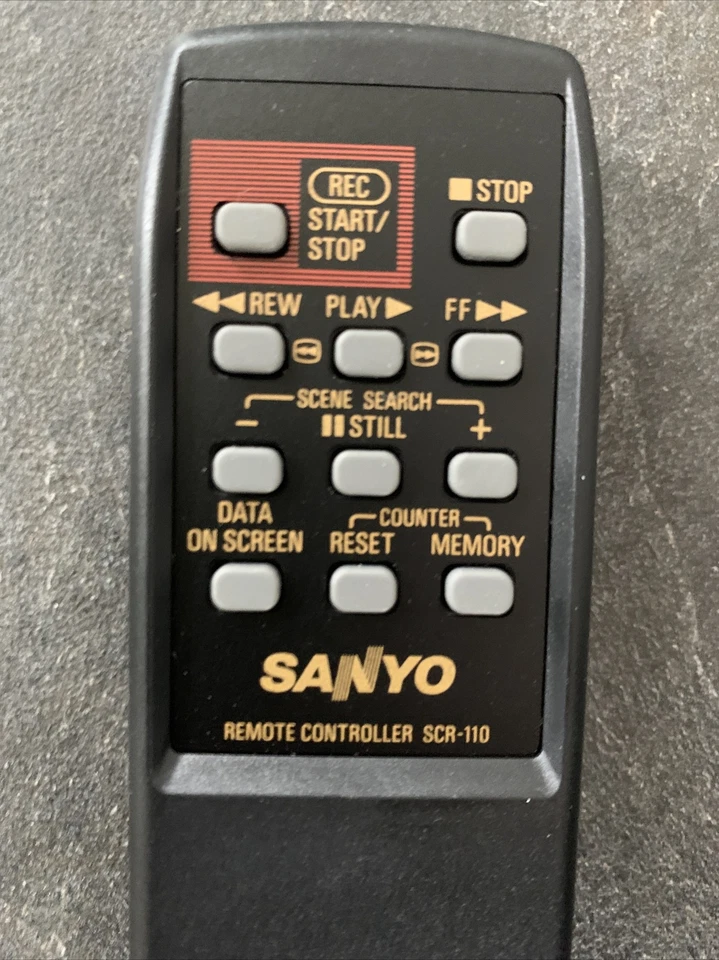 REC
START/
STOP
■ STOP
◀◀ REW PLAY ▶ FF ▶▶
SCENE SEARCH
− ▮▮ STILL +
DATA
ON SCREEN
COUNTER
RESET MEMORY
SANYO
REMOTE CONTROLLER SCR-110